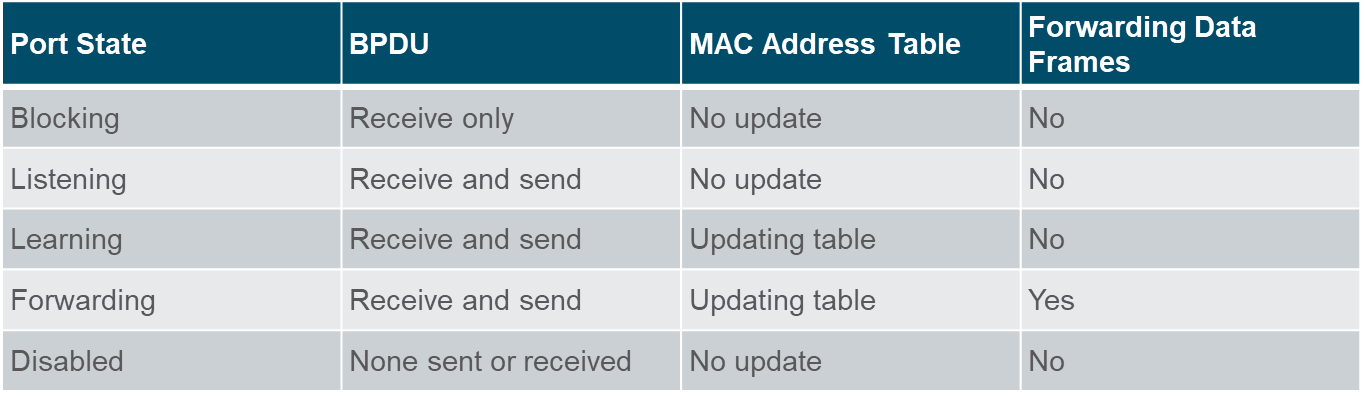 Port State BPDU MAC Address Table Forwarding Data Frames
Blocking Receive only No update No
Listening Receive and send No update No
Learning Receive and send Updating table No
Forwarding Receive and send Updating table Yes
Disabled None sent or received No update No